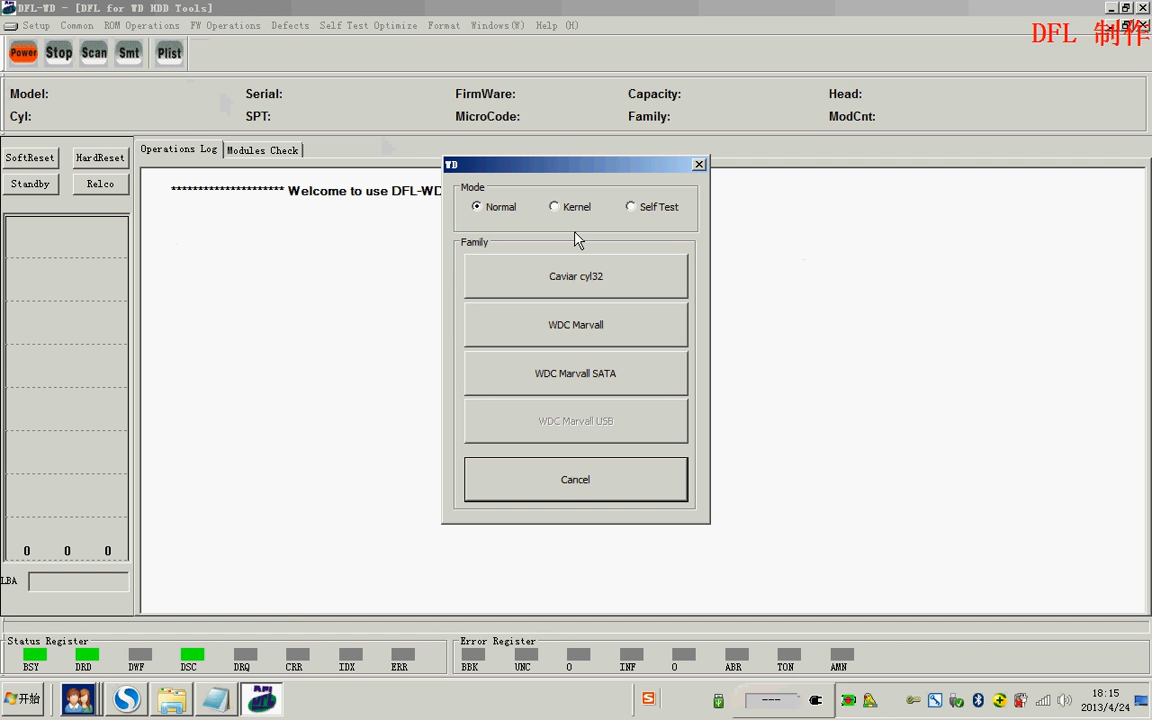 DFL-WD - [DFL for WD HDD Tools]
Setup Common ROM Operations FW Operations Defects Self Test Optimize Format Windows(W) Help (H)
DFL 制作
Power Stop Scan Smt Plist
Model: Serial: FirmWare: Capacity: Head:
Cyl: SPT: MicroCode: Family: ModCnt:
SoftReset HardReset
Standby Relco
Operations Log Modules Check
******************** Welcome to use DFL-WD
WD
Mode
Normal Kernel Self Test
Family
Caviar cyl32
WDC Marvall
WDC Marvall SATA
WDC Marvall USB
Cancel
0 0 0
LBA
Status Register
BSY DRD DWF DSC DRQ CRR IDX ERR
Error Register
BBK UNC 0 INF 0 ABR TON AMN
开始
DFL
---
18:15
2013/4/24